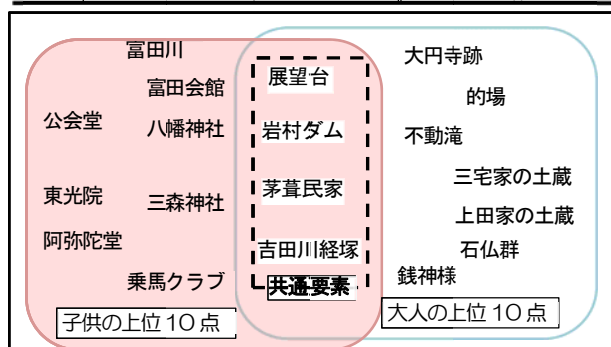 富田川
富田会館
公会堂
八幡神社
東光院
三森神社
阿弥陀堂
乗馬クラブ
子供の上位10点
展望台
岩村ダム
茅葺民家
吉田川経塚
共通要素
大円寺跡
的場
不動滝
三宅家の土蔵
上田家の土蔵
石仏群
銭神様
大人の上位10点